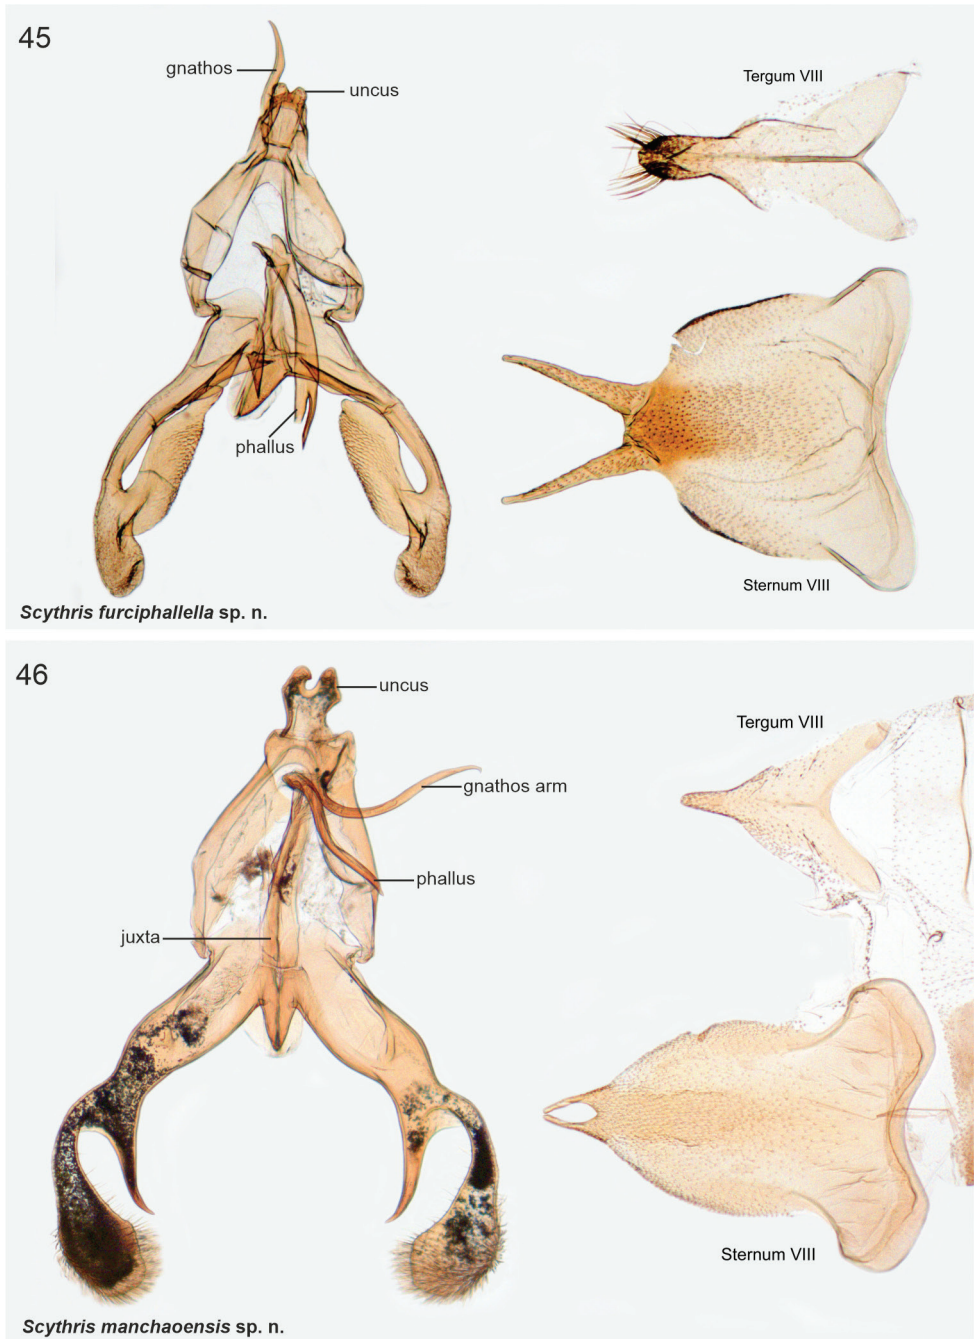 45
gnathos
uncus
phallus
Tergum VIII
Sternum VIII
Scythris furciphallella sp. n.
46
uncus
gnathos arm
phallus
juxta
Tergum VIII
Sternum VIII
Scythris manchaoensis sp. n.